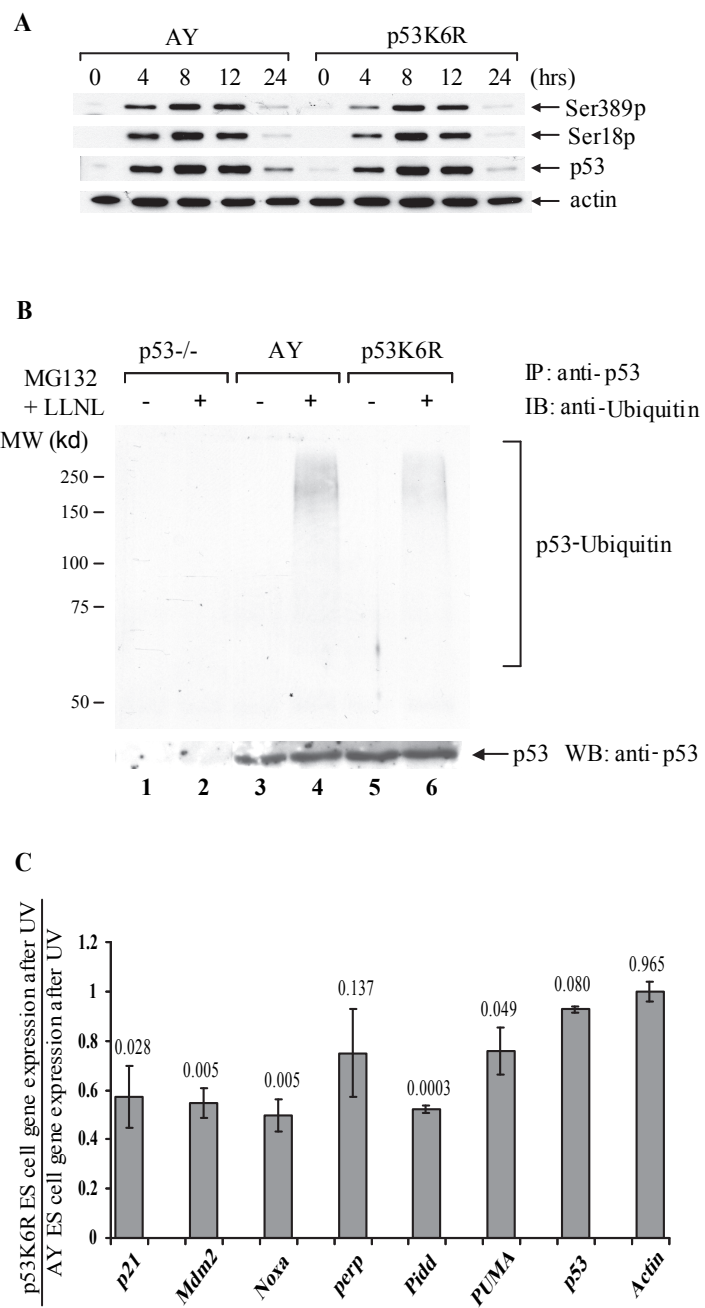 A
AY p53K6R
0 4 8 12 24 0 4 8 12 24 (hrs)
Ser389p
Ser18p
p53
actin
B
p53-/- AY p53K6R
MG132
+ LLNL - + - + - +
IP: anti-p53
IB: anti-Ubiquitin
MW (kd)
250
150
100
75
50
p53-Ubiquitin
p53 WB: anti-p53
1 2 3 4 5 6
C
p53K6R ES cell gene expression after UV
AY ES cell gene expression after UV
1.2
1
0.8
0.6
0.4
0.2
0
0.028
0.005
0.005
0.137
0.0003
0.049
0.080
0.965
p21
Mdm2
Noxa
perp
Pidd
PUMA
p53
Actin